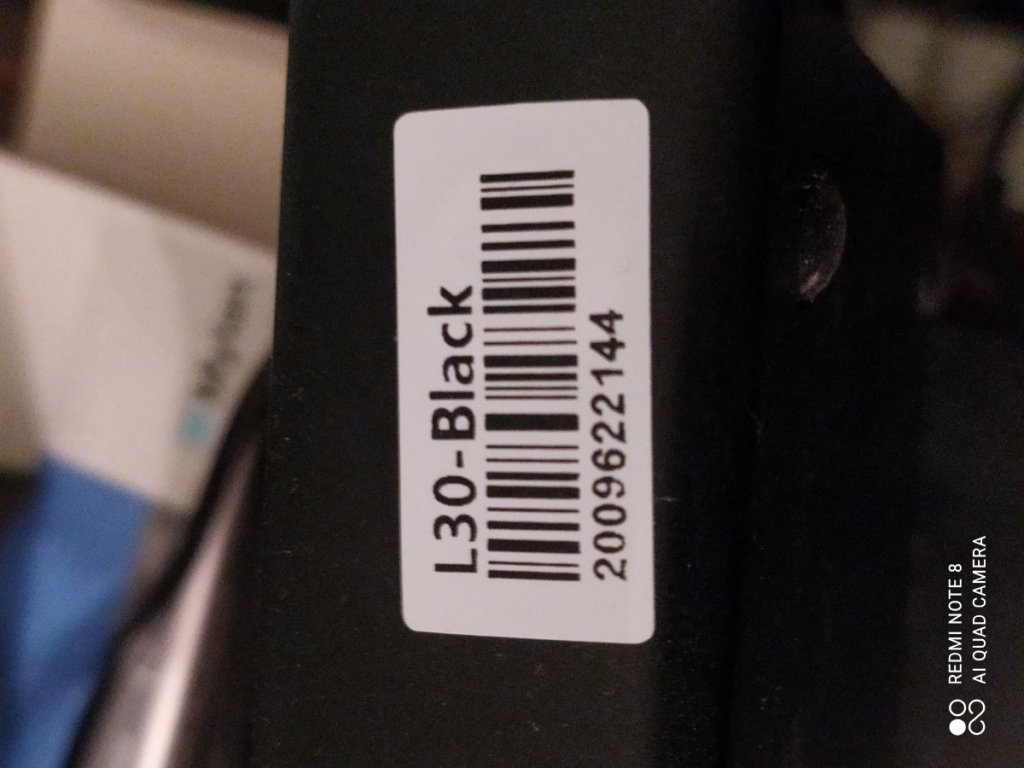 L30-Black
2009622144
REDMI NOTE 8
AI QUAD CAMERA